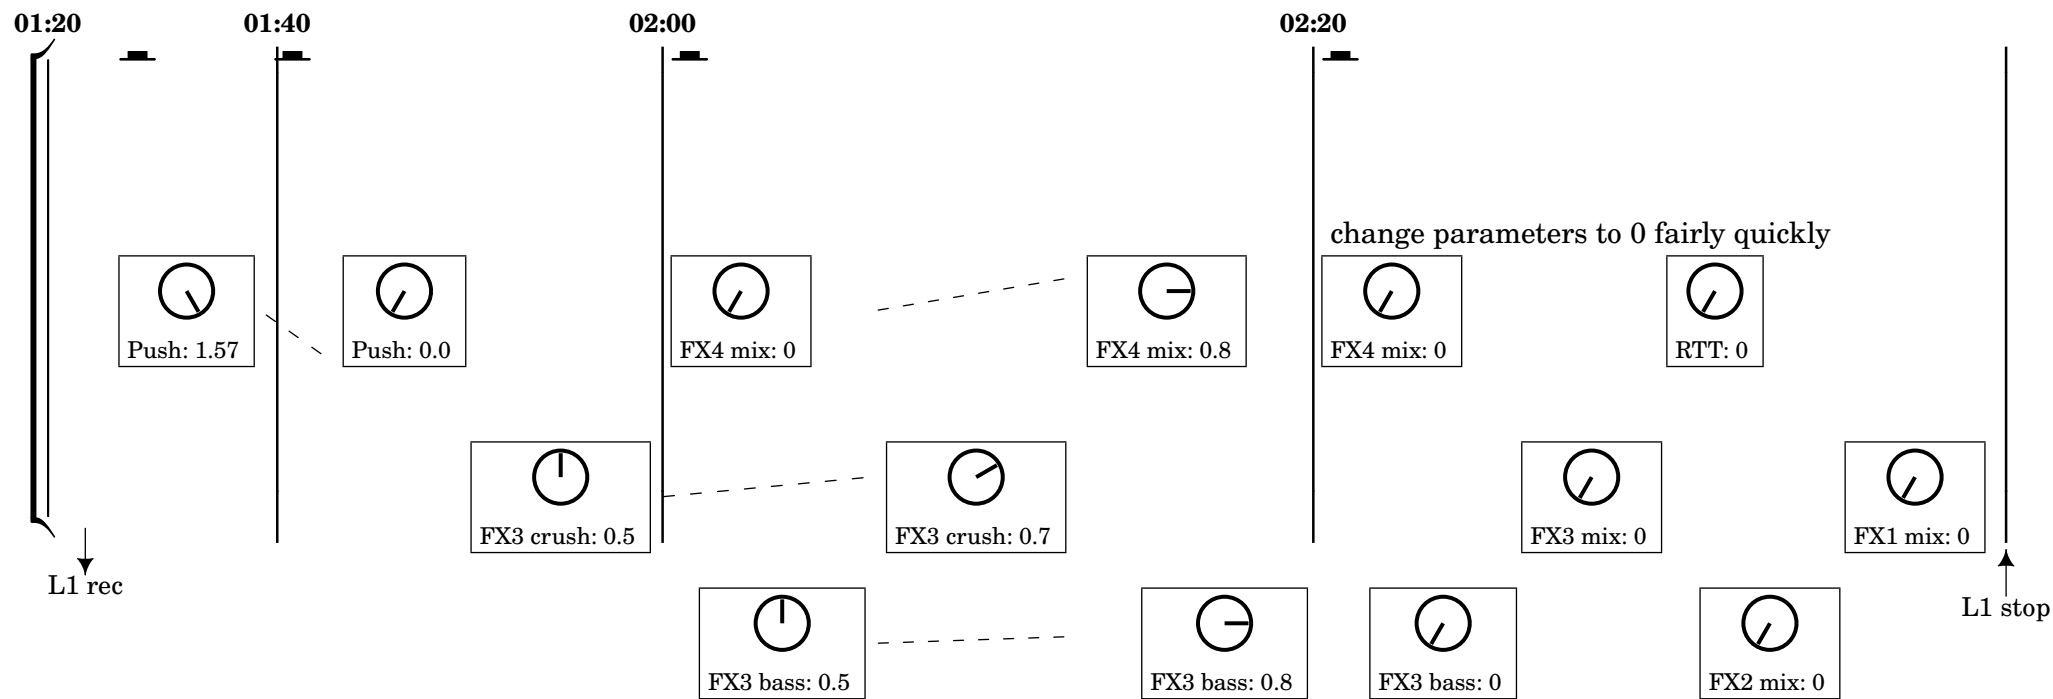 01:20
01:40
02:00
02:20
change parameters to 0 fairly quickly
Push: 1.57
Push: 0.0
FX4 mix: 0
FX4 mix: 0.8
FX4 mix: 0
RTT: 0
FX3 crush: 0.5
FX3 crush: 0.7
FX3 mix: 0
FX1 mix: 0
L1 rec
L1 stop
FX3 bass: 0.5
FX3 bass: 0.8
FX3 bass: 0
FX2 mix: 0